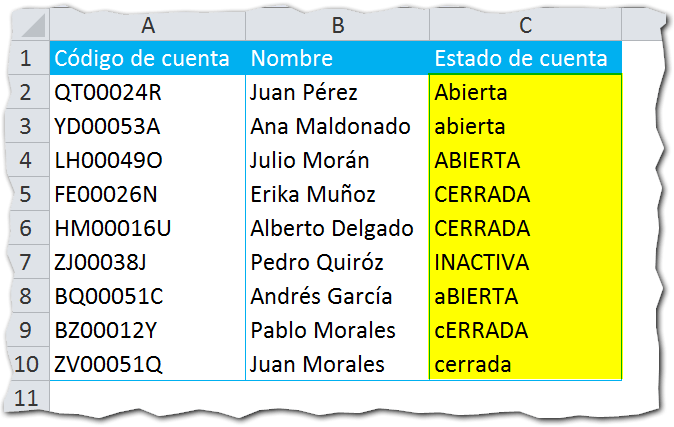 A B C
1 Código de cuenta Nombre Estado de cuenta
2 QT00024R Juan Pérez Abierta
3 YD00053A Ana Maldonado abierta
4 LH00049O Julio Morán ABIERTA
5 FE00026N Erika Muñoz CERRADA
6 HM00016U Alberto Delgado CERRADA
7 ZJ00038J Pedro Quiróz INACTIVA
8 BQ00051C Andrés García aBIERTA
9 BZ00012Y Pablo Morales cERRADA
10 ZV00051Q Juan Morales cerrada
11